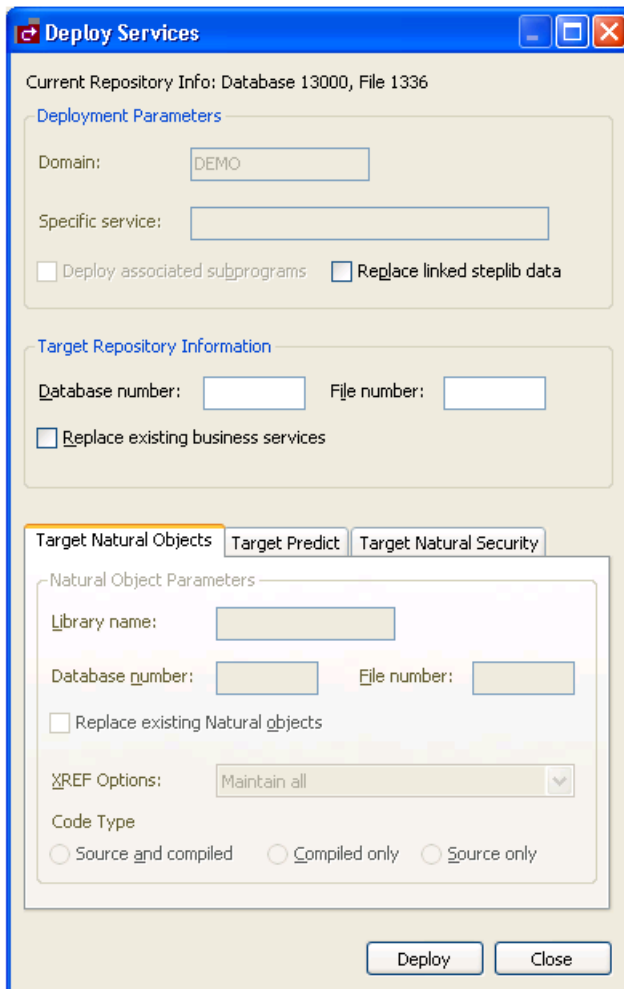 Deploy Services
Current Repository Info: Database 13000, File 1336
Deployment Parameters
Domain: DEMO
Specific service:
Deploy associated subprograms Replace linked steplib data
Target Repository Information
Database number: File number:
Replace existing business services
Target Natural Objects Target Predict Target Natural Security
Natural Object Parameters
Library name:
Database number: File number:
Replace existing Natural objects
XREF Options: Maintain all
Code Type
Source and compiled Compiled only Source only
Deploy Close